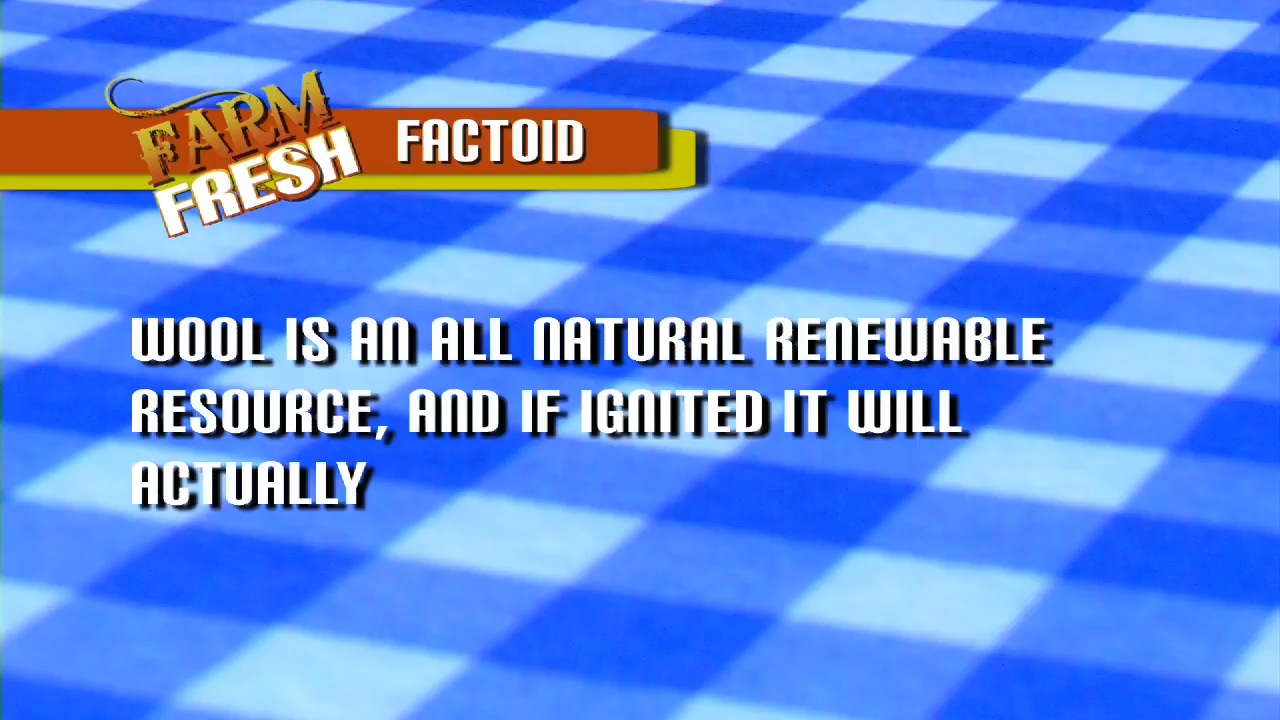 FARM
FRESH
FACTOID
WOOL IS AN ALL NATURAL RENEWABLE
RESOURCE, AND IF IGNITED IT WILL
ACTUALLY